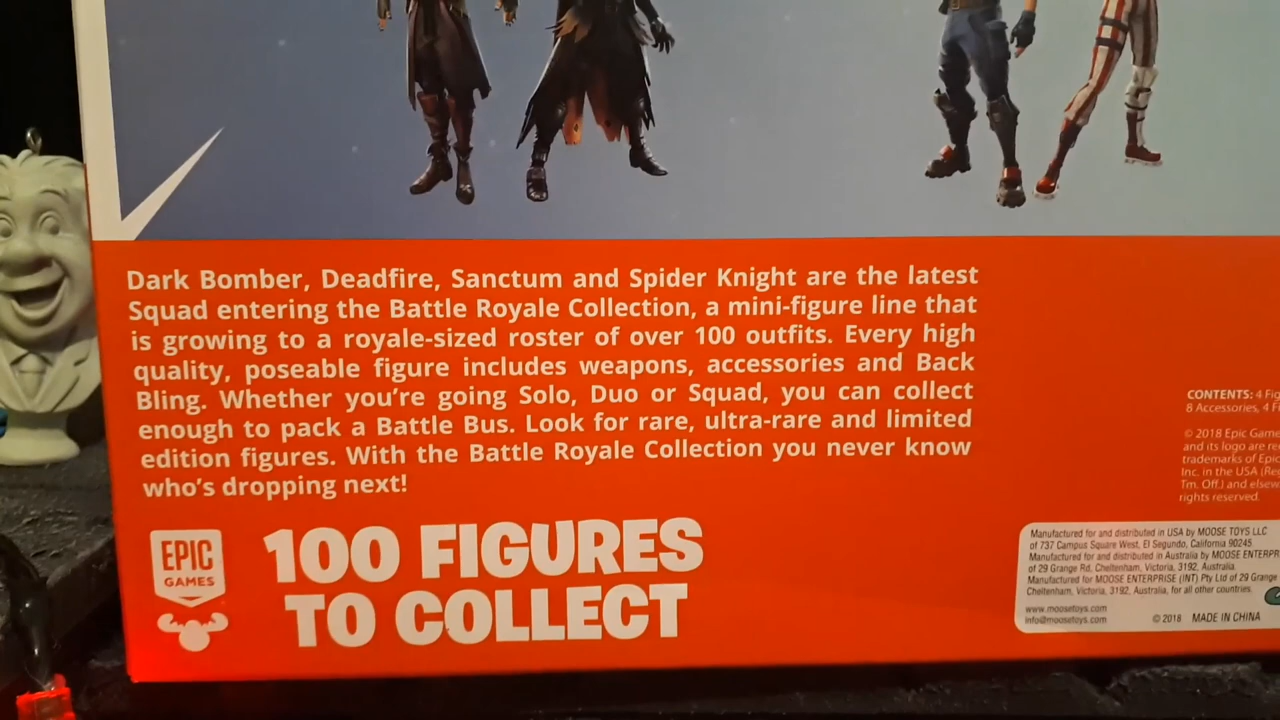 Dark Bomber, Deadfire, Sanctum and Spider Knight are the latest
Squad entering the Battle Royale Collection, a mini-figure line that
is growing to a royale-sized roster of over 100 outfits. Every high
quality, poseable figure includes weapons, accessories and Back
Bling. Whether you're going Solo, Duo or Squad, you can collect
enough to pack a Battle Bus. Look for rare, ultra-rare and limited
edition figures. With the Battle Royale Collection you never know
who's dropping next!
EPIC
GAMES
100 FIGURES
TO COLLECT
CONTENTS: 4
8 Accessories, 4
© 2018 Epic
and its logo are
trademarks of Epic
Inc. in the USA
Tm. Off.) and
rights reserved.
Manufactured for and distributed in USA by MOOSE TOYS LLC
of 737 Campus Square West, El Segundo, California 90245.
Manufactured for and distributed in Australia by MOOSE
of 29 Grange Rd, Cheltenham, Victoria, 3192, Australia.
Manufactured for MOOSE ENTERPRISE (INT) Pty Ltd of 29 Grange
Cheltenham, Victoria, 3192, Australia, for all other countries.
www.moosetoys.com
info@moosetoys.com
© 2018 MADE IN CHINA